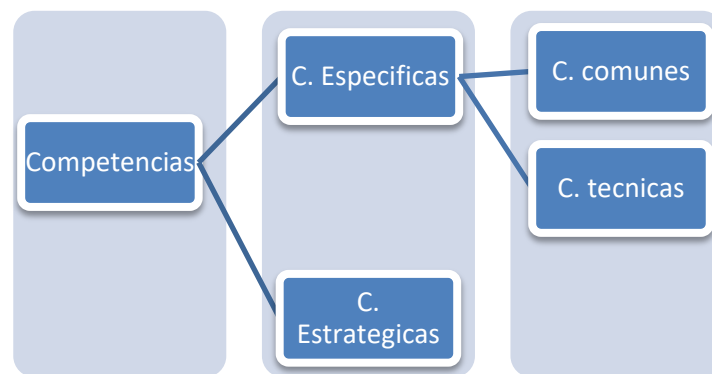 Competencias
C. Especificas
C.
Estrategicas
C. comunes
C. tecnicas